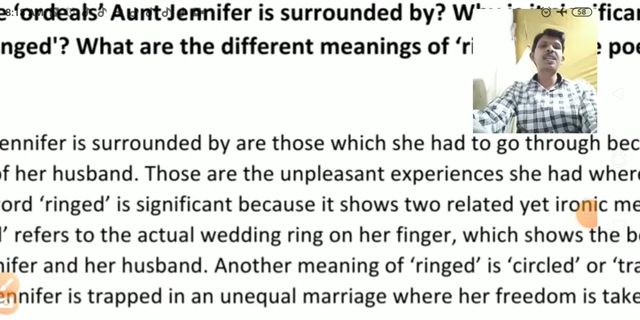 e 'ordeals' Aunt Jennifer is surrounded by? W
nged'? What are the different meanings of 'ri poe
ennifer is surrounded by are those which she had to go through bec
of her husband. Those are the unpleasant experiences she had where
ord 'ringed' is significant because it shows two related yet ironic me
' refers to the actual wedding ring on her finger, which shows the b
nifer and her husband. Another meaning of 'ringed' is 'circled' or 'tra
ennifer is trapped in an unequal marriage where her freedom is take